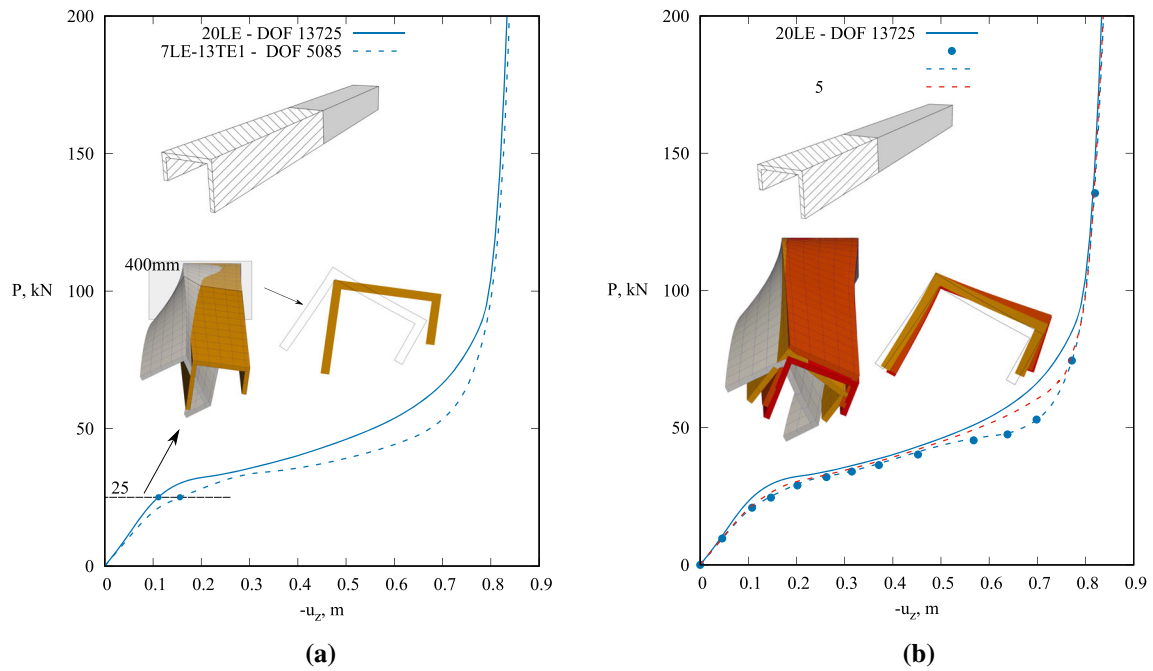 200
150
100
50
0
P, kN
20LE - DOF 13725
7LE-13TE1 - DOF 5085
400mm
25
0 0.1 0.2 0.3 0.4 0.5 0.6 0.7 0.8 0.9
-u_z, m
(a)
200
150
100
50
0
P, kN
20LE - DOF 13725
5
0 0.1 0.2 0.3 0.4 0.5 0.6 0.7 0.8 0.9
-u_z, m
(b)